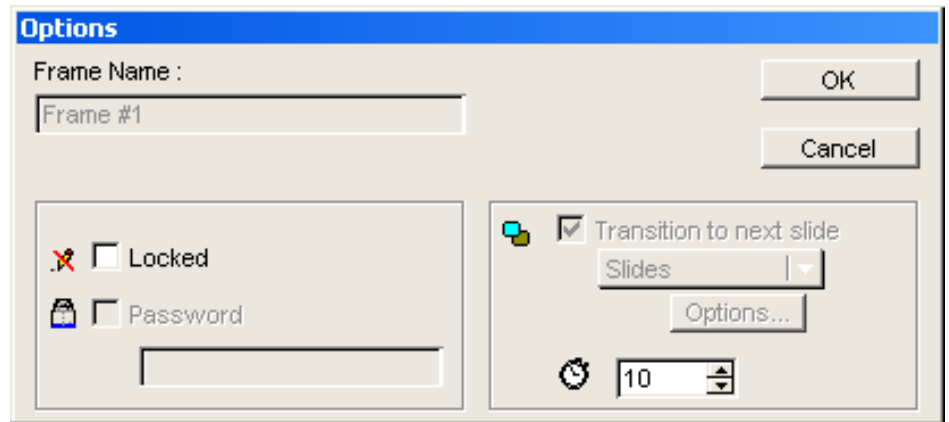 Options
Frame Name :
OK
Frame #1
Cancel
Locked
Password
Transition to next slide
Slides
Options...
10